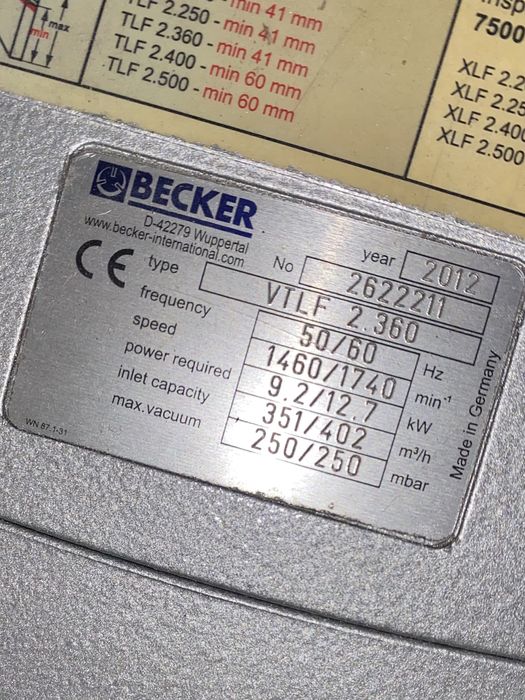 max
min
TLF 2.250 - min 41 mm
TLF 2.360 - min 41 mm
TLF 2.400 - min 60 mm
TLF 2.500 - min 60 mm
7500
XLF 2.2
XLF 2.25
XLF 2.40
XLF 2.500
BECKER
D-42279 Wuppertal
www.becker-international.com
year 2012
CE
No 2622211
type VTLF 2.360
frequency 50/60 Hz
speed 1460/1740 min⁻¹
power required 9.2/12.7 kW
inlet capacity 351/402 m³/h
max.vacuum 250/250 mbar
Made in Germany
WN 87-1-31